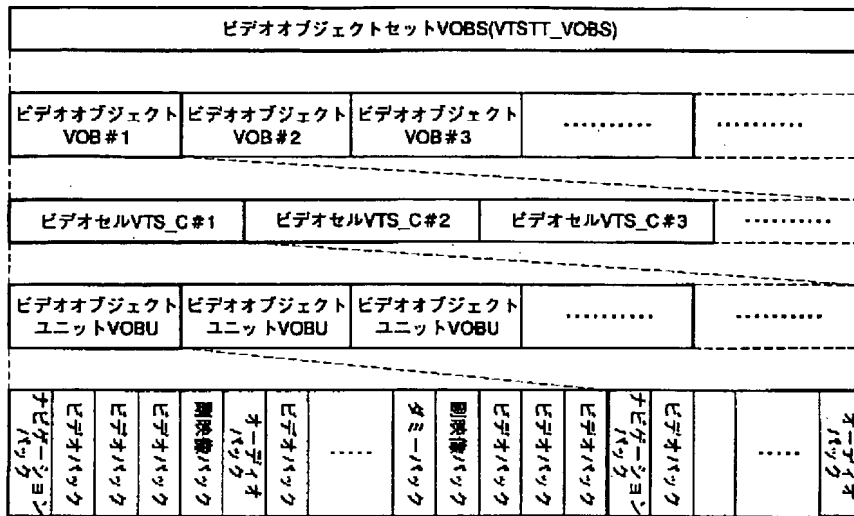 ビデオオブジェクトセットVOBS(VTSTT_VOBS)
ビデオオブジェクト
VOB#1
ビデオオブジェクト
VOB#2
ビデオオブジェクト
VOB#3
..........
..........
ビデオセルVTS_C#1
ビデオセルVTS_C#2
ビデオセルVTS_C#3
..........
ビデオオブジェクト
ユニットVOBU
ビデオオブジェクト
ユニットVOBU
ビデオオブジェクト
ユニットVOBU
..........
..........
ナビゲーション
パック
ビデオパック
ビデオパック
ビデオパック
副映像パック
オーディオ
パック
ビデオパック
.....
ダミーパック
副映像パック
ビデオパック
ビデオパック
ビデオパック
ナビゲーション
パック
ビデオパック
.....
オーディオ
パック